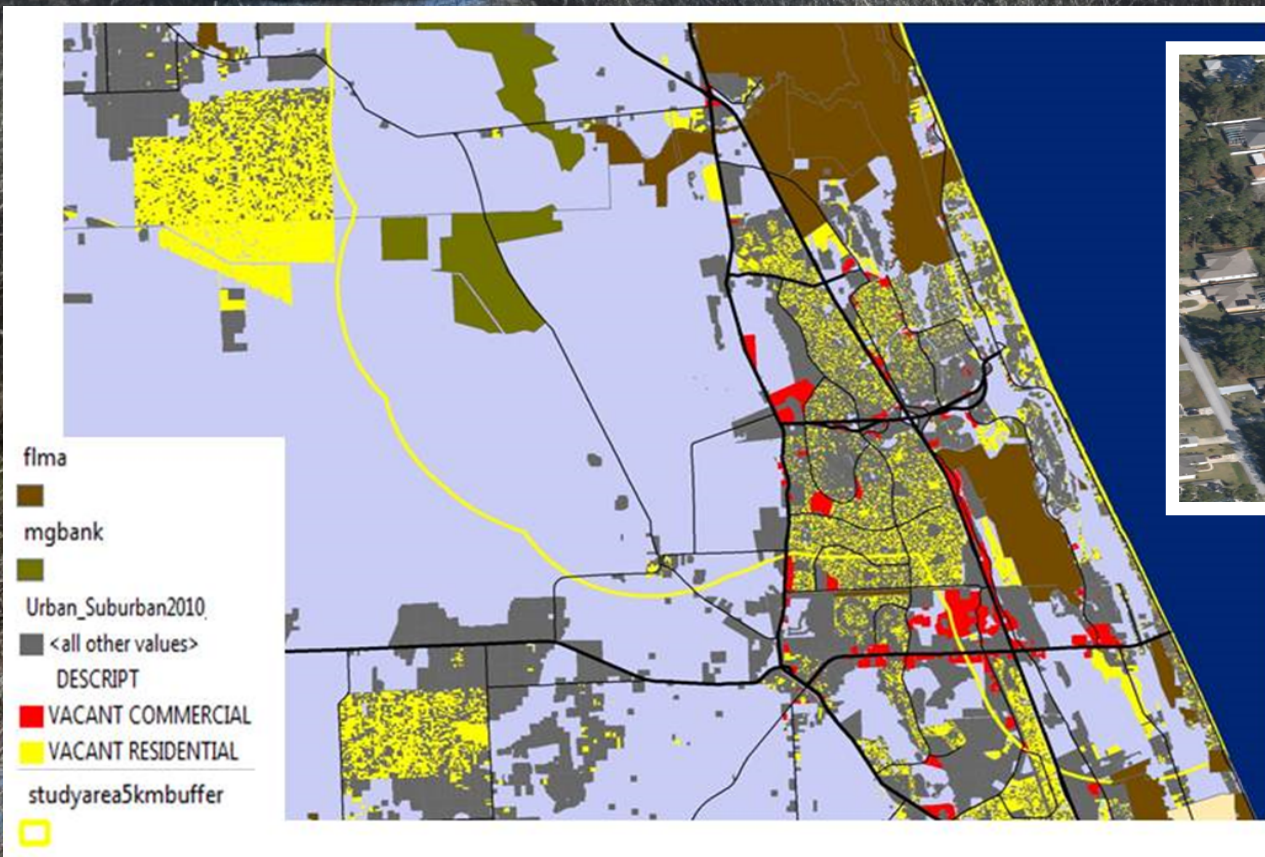 flma
mgbank
Urban_Suburban2010
<all other values>
DESCRIPT
VACANT COMMERCIAL
VACANT RESIDENTIAL
studyarea5kmbuffer